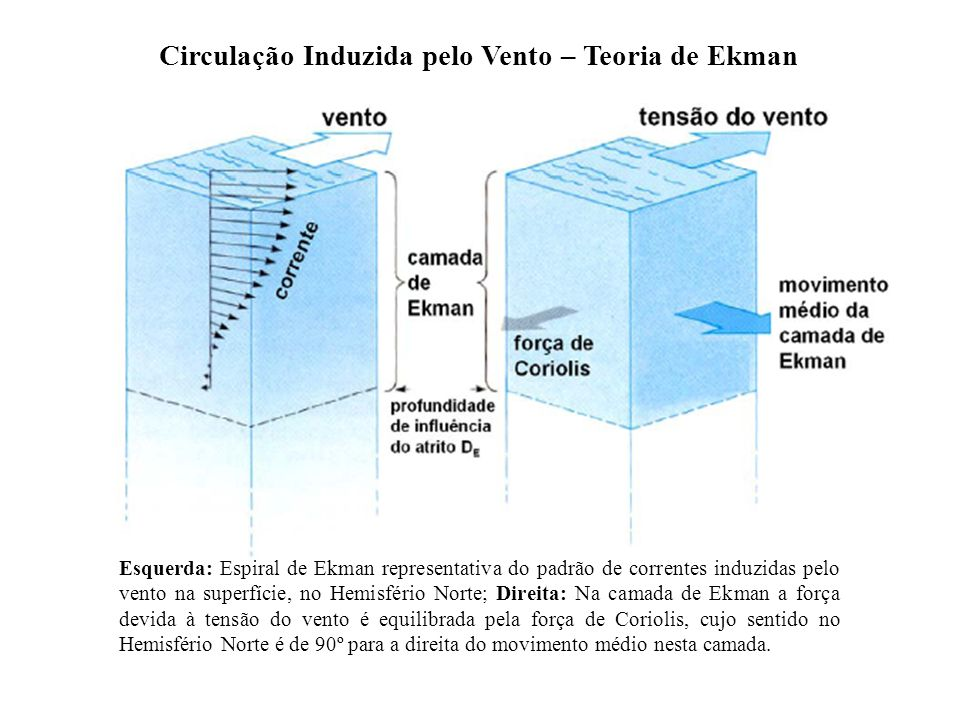 Circulação Induzida pelo Vento – Teoria de Ekman
vento
corrente
camada
de
Ekman
profundidade
de influência
do atrito DE
tensão do vento
força de
Coriolis
movimento
médio da
camada de
Ekman
Esquerda: Espiral de Ekman representativa do padrão de correntes induzidas pelo
vento na superfície, no Hemisfério Norte; Direita: Na camada de Ekman a força
devida à tensão do vento é equilibrada pela força de Coriolis, cujo sentido no
Hemisfério Norte é de 90º para a direita do movimento médio nesta camada.